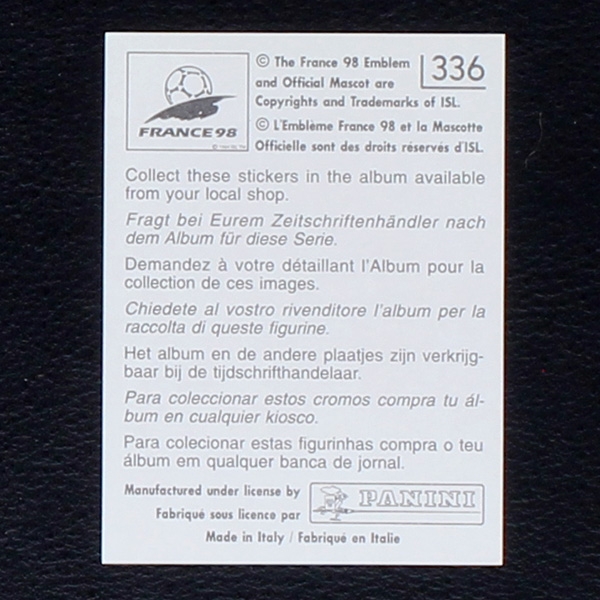 © The France 98 Emblem
and Official Mascot are
Copyrights and Trademarks of ISL.
336
© L'Emblème France 98 et la Mascotte
Officielle sont des droits réservés d'ISL.
FRANCE 98
Collect these stickers in the album available
from your local shop.
Fragt bei Eurem Zeitschriftenhändler nach
dem Album für diese Serie.
Demandez à votre détaillant l'Album pour la
collection de ces images.
Chiedete al vostro rivenditore l'album per la
raccolta di queste figurine.
Het album en de andere plaatjes zijn verkrijg-
baar bij de tijdschrifthandelaar.
Para coleccionar estos cromos compra tu ál-
bum en cualquier kiosco.
Para colecionar estas figurinhas compra o teu
álbum em qualquer banca de jornal.
Manufactured under license by
Fabriqué sous licence par
PANINI
Made in Italy / Fabriqué en Italie